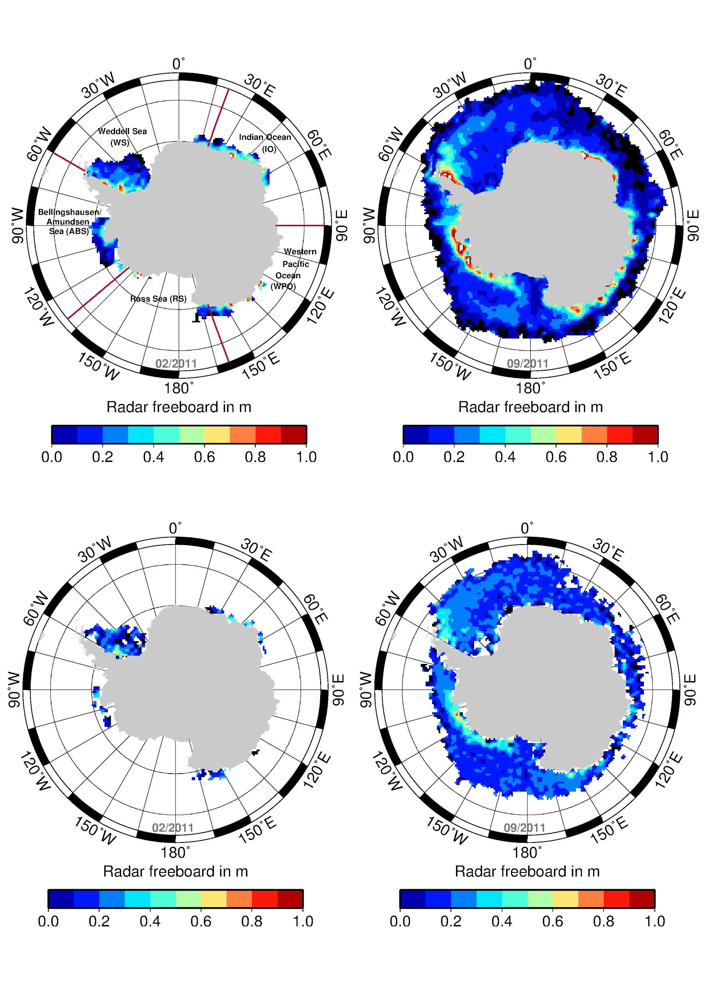 0°
30°W
30°E
60°W
60°E
90°W
90°E
120°W
120°E
150°W
150°E
180°
Weddell Sea
(WS)
Indian Ocean
(IO)
Bellingshausen/
Amundsen
Sea (ABS)
Western
Pacific
Ocean
(WPO)
Ross Sea (RS)
02/2011
Radar freeboard in m
0.0 0.2 0.4 0.6 0.8 1.0
0°
30°W
30°E
60°W
60°E
90°W
90°E
120°W
120°E
150°W
150°E
180°
09/2011
Radar freeboard in m
0.0 0.2 0.4 0.6 0.8 1.0
0°
30°W
30°E
60°W
60°E
90°W
90°E
120°W
120°E
150°W
150°E
180°
02/2011
Radar freeboard in m
0.0 0.2 0.4 0.6 0.8 1.0
0°
30°W
30°E
60°W
60°E
90°W
90°E
120°W
120°E
150°W
150°E
180°
09/2011
Radar freeboard in m
0.0 0.2 0.4 0.6 0.8 1.0